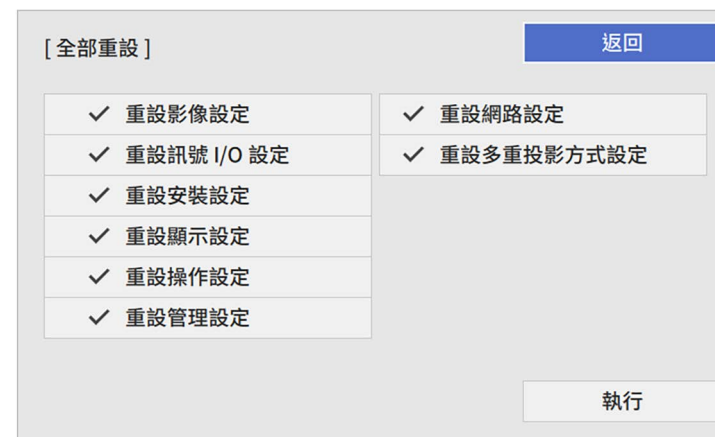 [ 全部重設 ]
返回
重設影像設定
重設訊號 I/O 設定
重設安裝設定
重設顯示設定
重設操作設定
重設管理設定
重設網路設定
重設多重投影方式設定
執行